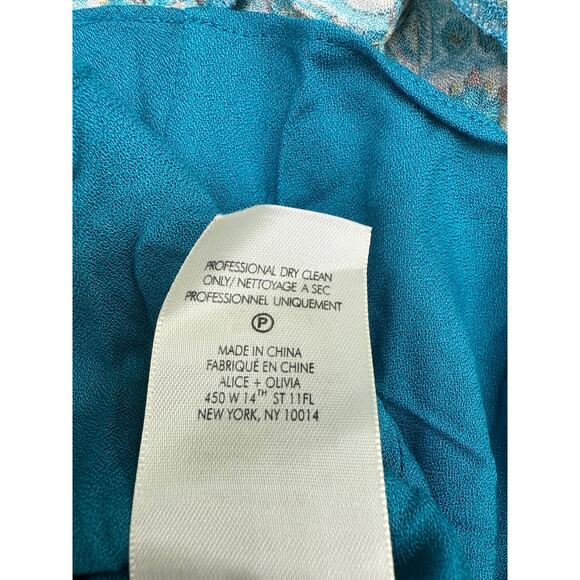 PROFESSIONAL DRY CLEAN
ONLY/ NETTOYAGE A SEC
PROFESSIONNEL UNIQUEMENT
P
MADE IN CHINA
FABRIQUÉ EN CHINE
ALICE + OLIVIA
450 W 14TH ST 11FL
NEW YORK, NY 10014